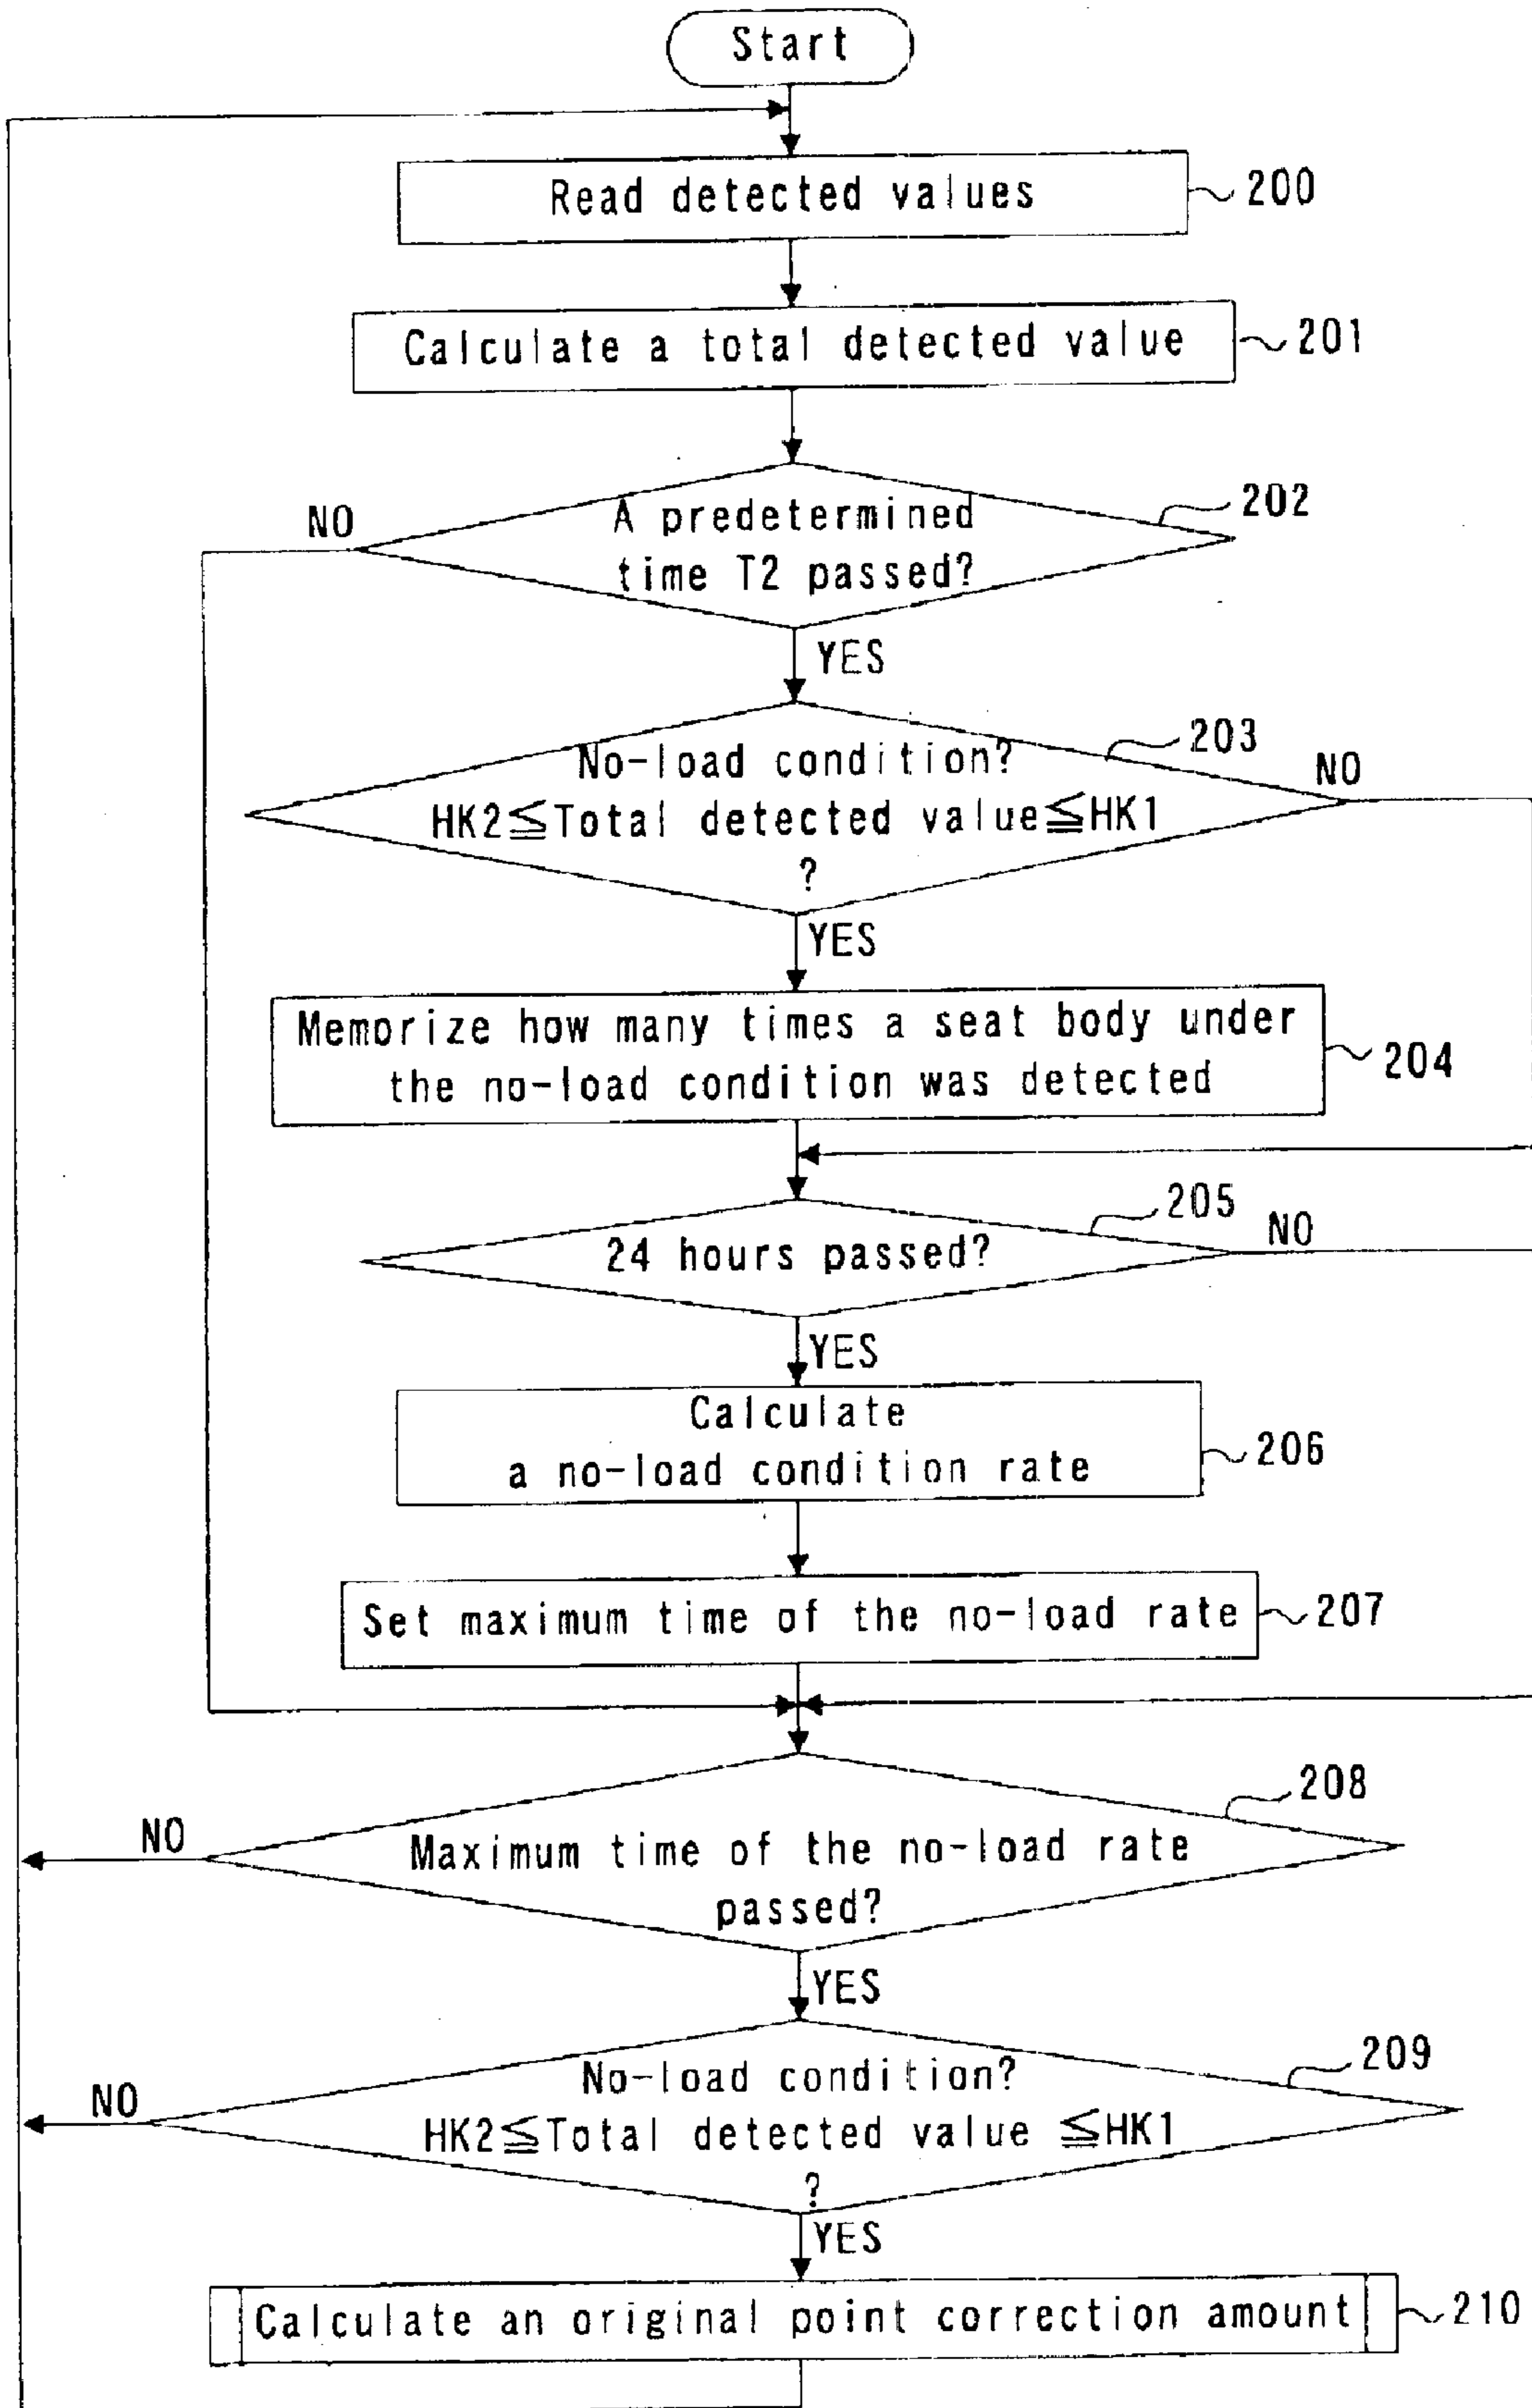 Start
Read detected values
200
Calculate a total detected value
201
A predetermined
time T2 passed?
202
NO
YES
No-load condition?
HK2≦Total detected value≦HK1
?
203
NO
YES
Memorize how many times a seat body under
the no-load condition was detected
204
24 hours passed?
205
NO
YES
Calculate
a no-load condition rate
206
Set maximum time of the no-load rate
207
Maximum time of the no-load rate
passed?
208
NO
YES
No-load condition?
HK2≦Total detected value ≦HK1
?
209
NO
YES
Calculate an original point correction amount
210